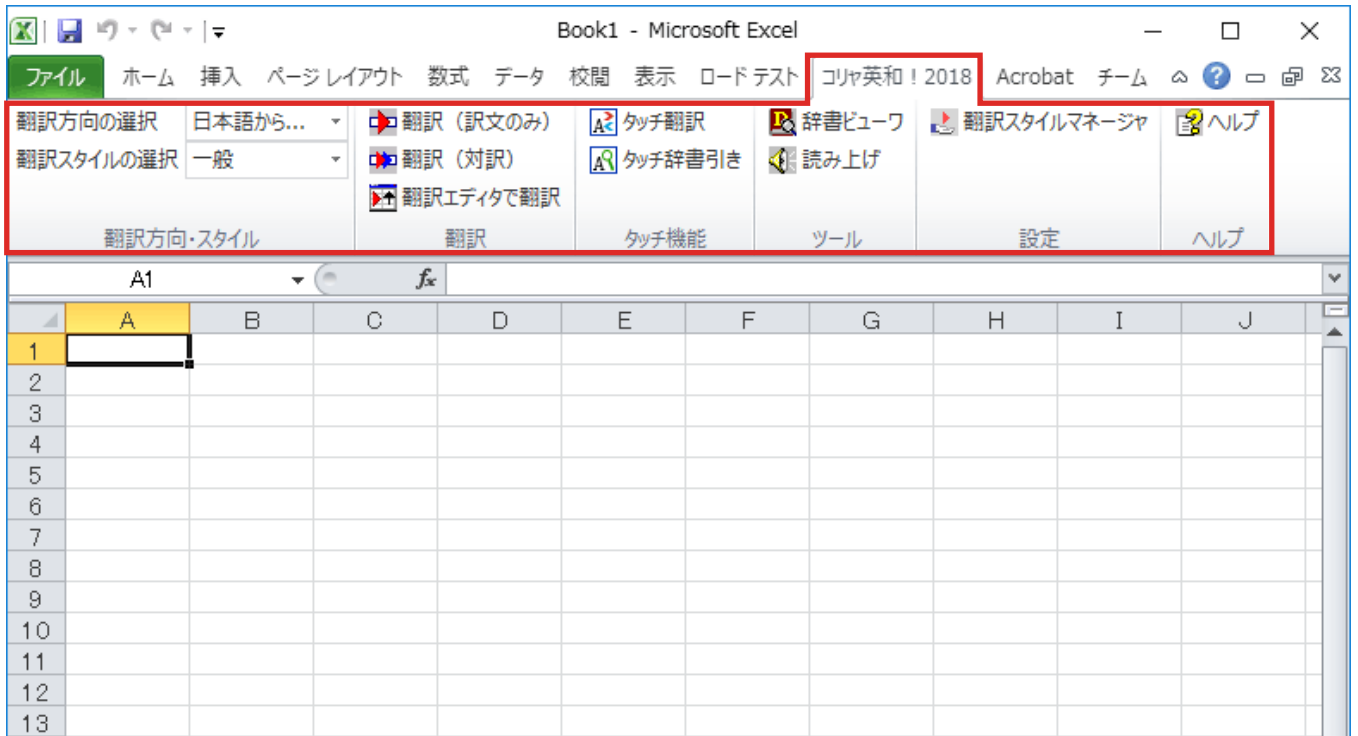 Book1 - Microsoft Excel
ファイル ホーム 挿入 ページ レイアウト 数式 データ 校閲 表示 ロード テスト コリャ英和！2018 Acrobat チーム
翻訳方向の選択 日本語から... 翻訳（訳文のみ） タッチ翻訳 辞書ビューワ 翻訳スタイルマネージャ ヘルプ
翻訳スタイルの選択 一般 翻訳（対訳） タッチ辞書引き 読み上げ
翻訳エディタで翻訳
翻訳方向・スタイル 翻訳 タッチ機能 ツール 設定 ヘルプ
A1 fx
A B C D E F G H I J
1
2
3
4
5
6
7
8
9
10
11
12
13